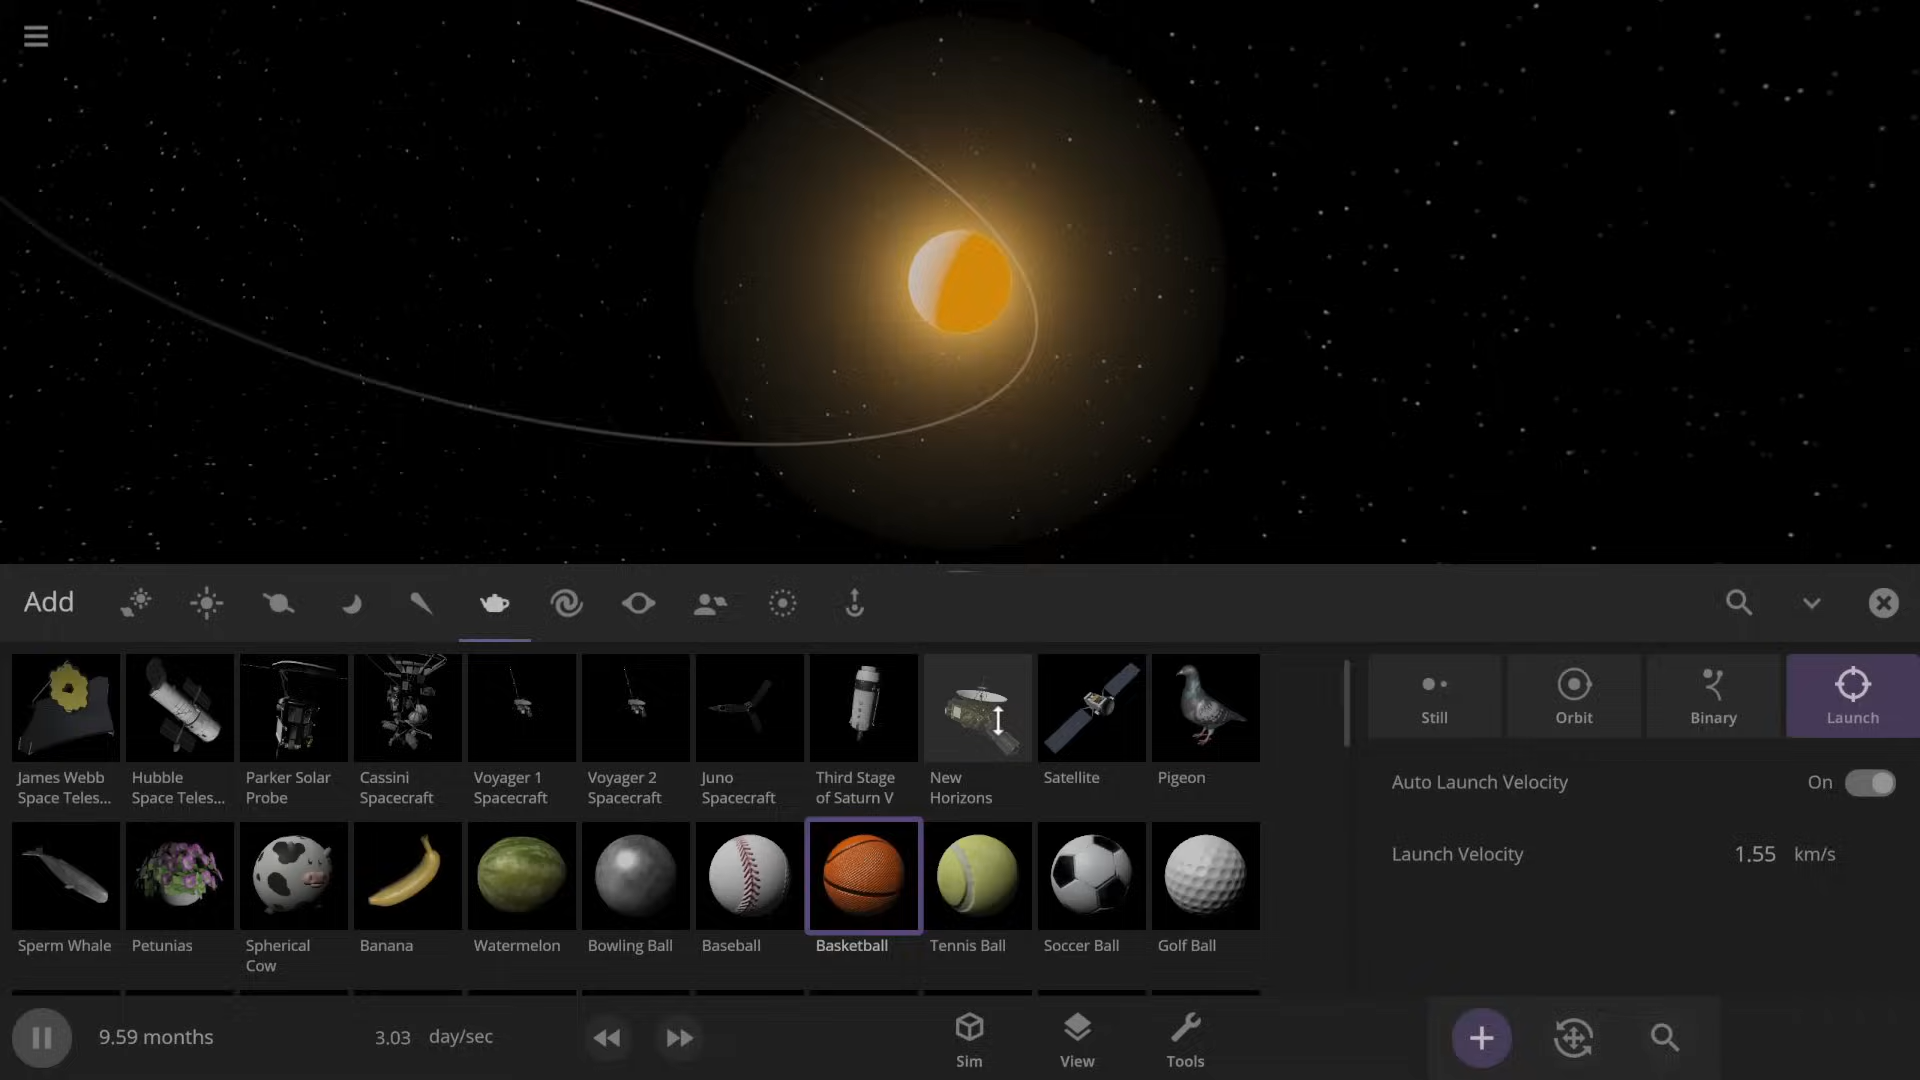 Add
James Webb
Space Teles...
Hubble
Space Teles...
Parker Solar
Probe
Cassini
Spacecraft
Voyager 1
Spacecraft
Voyager 2
Spacecraft
Juno
Spacecraft
Third Stage
of Saturn V
New
Horizons
Satellite
Pigeon
Sperm Whale
Petunias
Spherical
Cow
Banana
Watermelon
Bowling Ball
Baseball
Basketball
Tennis Ball
Soccer Ball
Golf Ball
Still
Orbit
Binary
Launch
Auto Launch Velocity
On
Launch Velocity
1.55 km/s
9.59 months
3.03 day/sec
Sim
View
Tools